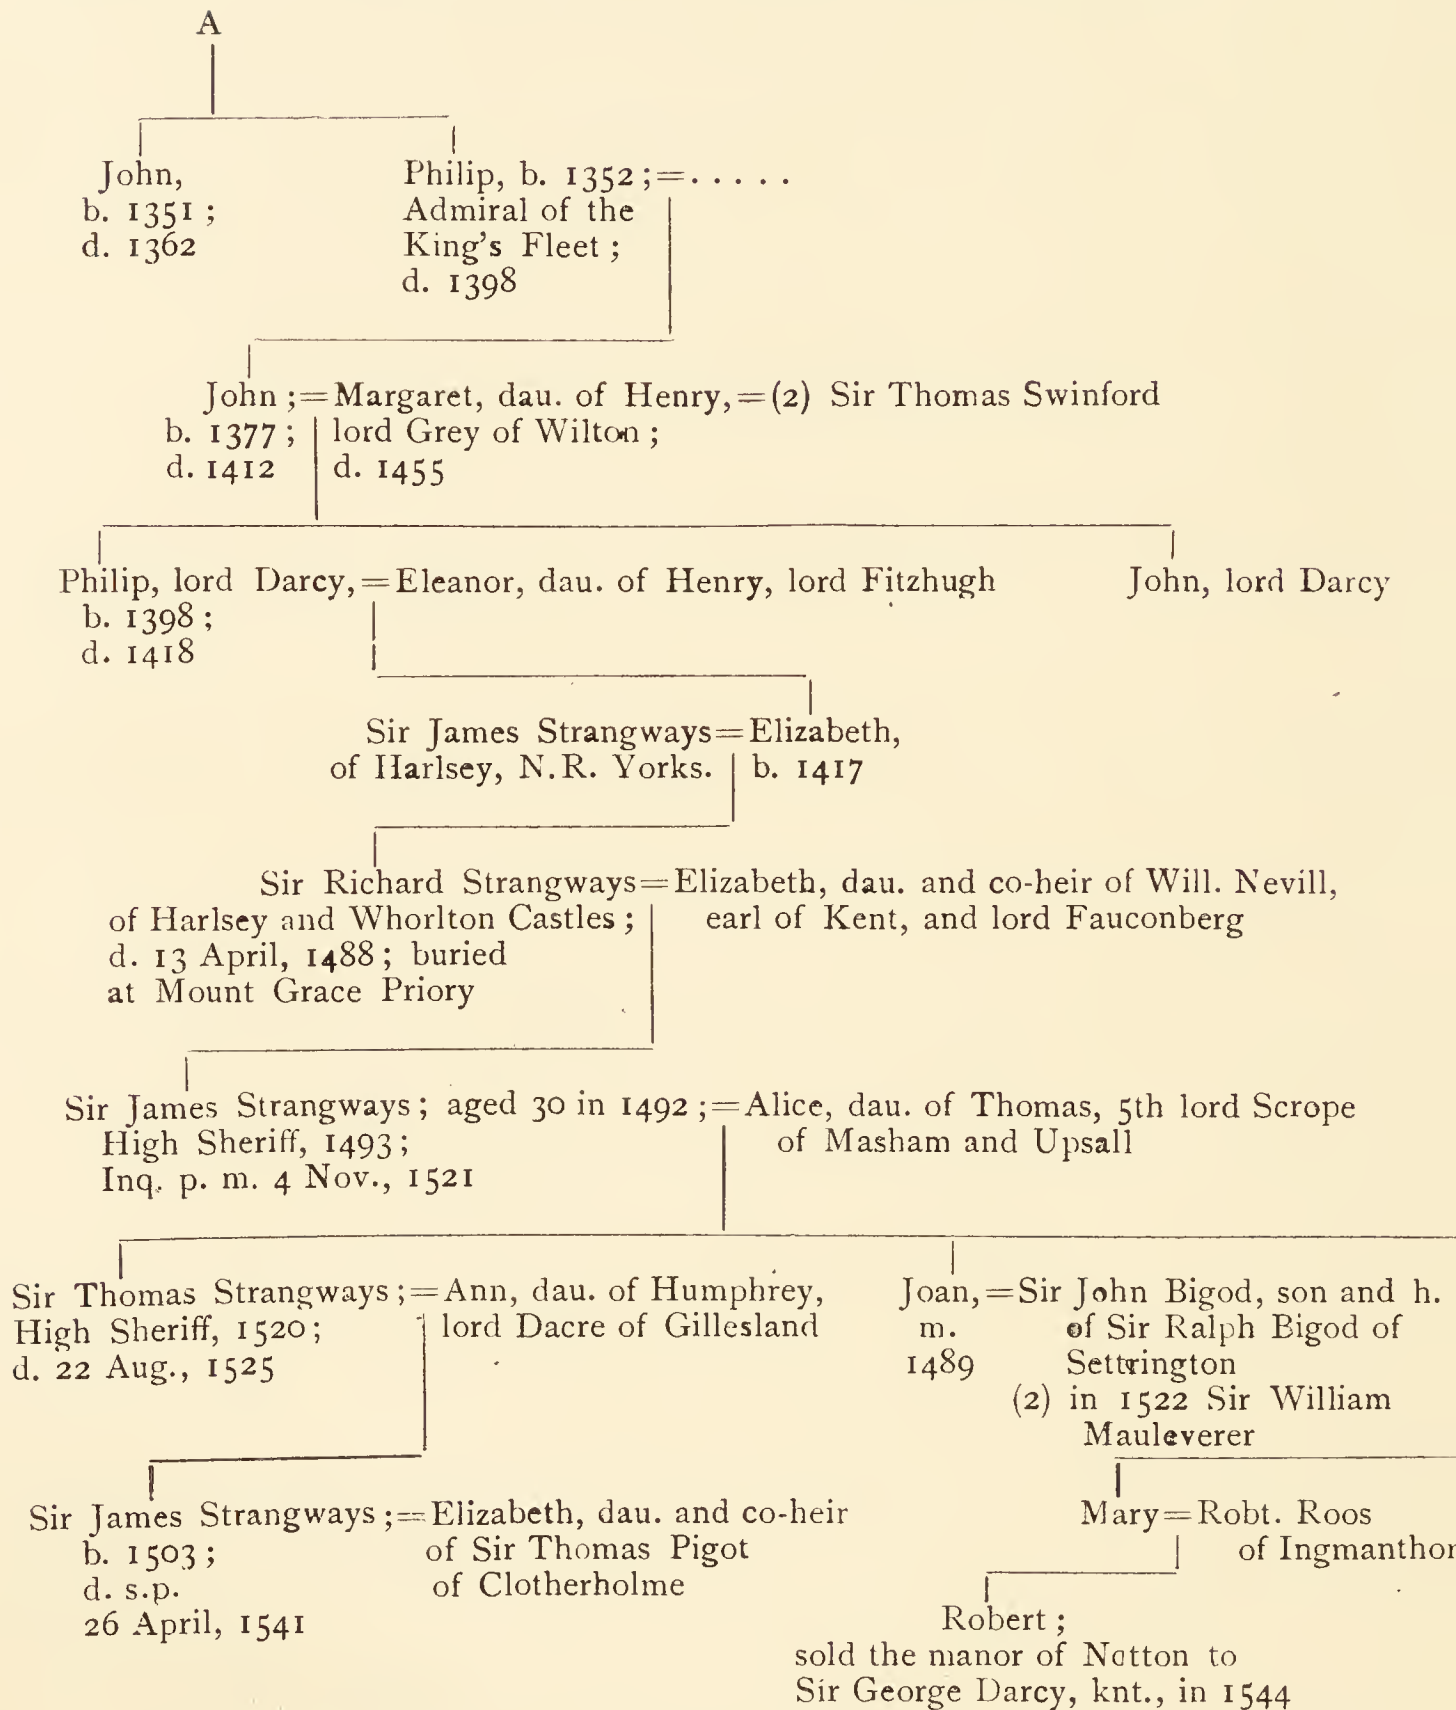 A
John,
b. 1351 ;
d. 1362
Philip, b. 1352 ;=. . . . .
Admiral of the
King's Fleet ;
d. 1398
John ;=Margaret, dau. of Henry,=(2) Sir Thomas Swinford
b. 1377 ; lord Grey of Wilton ;
d. 1412 d. 1455
Philip, lord Darcy,=Eleanor, dau. of Henry, lord Fitzhugh
b. 1398 ;
d. 1418
John, lord Darcy
Sir James Strangways=Elizabeth,
of Harlsey, N.R. Yorks. b. 1417
Sir Richard Strangways=Elizabeth, dau. and co-heir of Will. Nevill,
of Harlsey and Whorlton Castles ; earl of Kent, and lord Fauconberg
d. 13 April, 1488 ; buried
at Mount Grace Priory
Sir James Strangways ; aged 30 in 1492 ;=Alice, dau. of Thomas, 5th lord Scrope
High Sheriff, 1493 ; of Masham and Upsall
Inq. p. m. 4 Nov., 1521
Sir Thomas Strangways ;=Ann, dau. of Humphrey,
High Sheriff, 1520 ; lord Dacre of Gillesland
d. 22 Aug., 1525
Joan,=Sir John Bigod, son and h.
m. of Sir Ralph Bigod of
1489 Settrington
(2) in 1522 Sir William
Mauleverer
Sir James Strangways ;=Elizabeth, dau. and co-heir
b. 1503 ; of Sir Thomas Pigot
d. s.p. of Clotherholme
26 April, 1541
Mary=Robt. Roos
of Ingmanthor
Robert ;
sold the manor of Notton to
Sir George Darcy, knt., in 1544